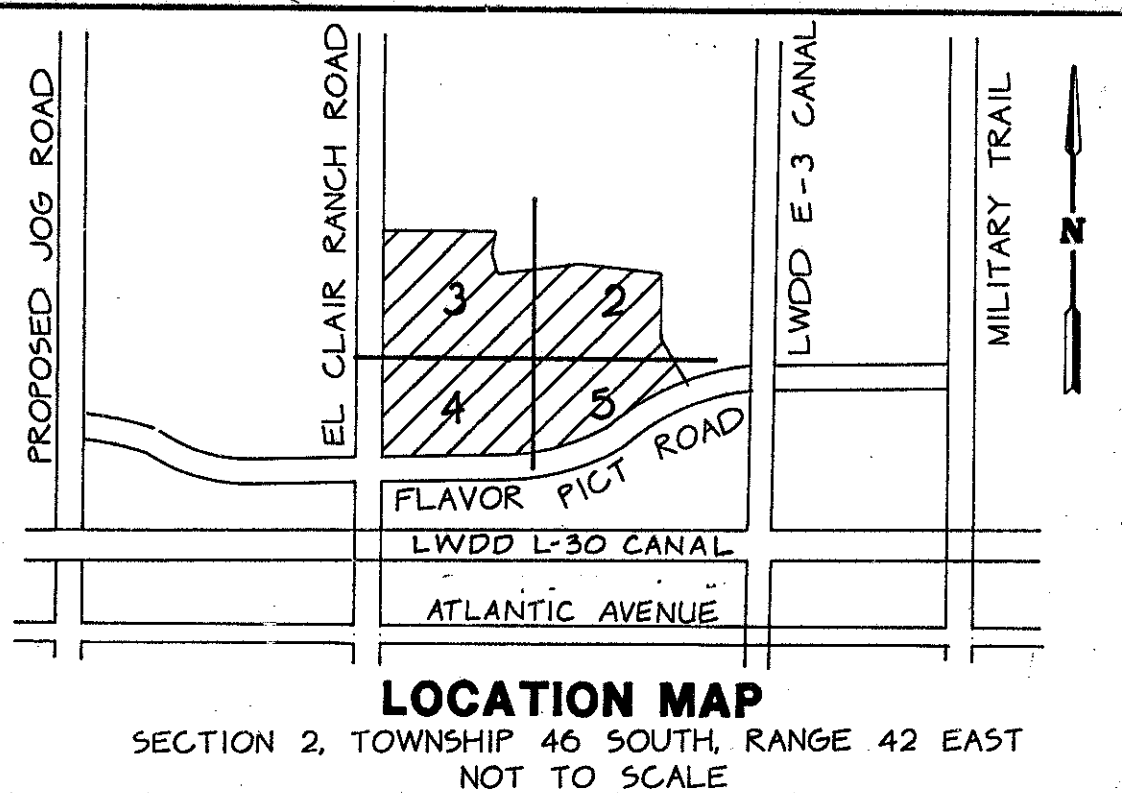 PROPOSED JOG ROAD
EL CLAIR RANCH ROAD
LWDD E-3 CANAL
MILITARY TRAIL
N
3
2
4
5
FLAVOR PICT ROAD
LWDD L-30 CANAL
ATLANTIC AVENUE
LOCATION MAP
SECTION 2, TOWNSHIP 46 SOUTH, RANGE 42 EAST
NOT TO SCALE